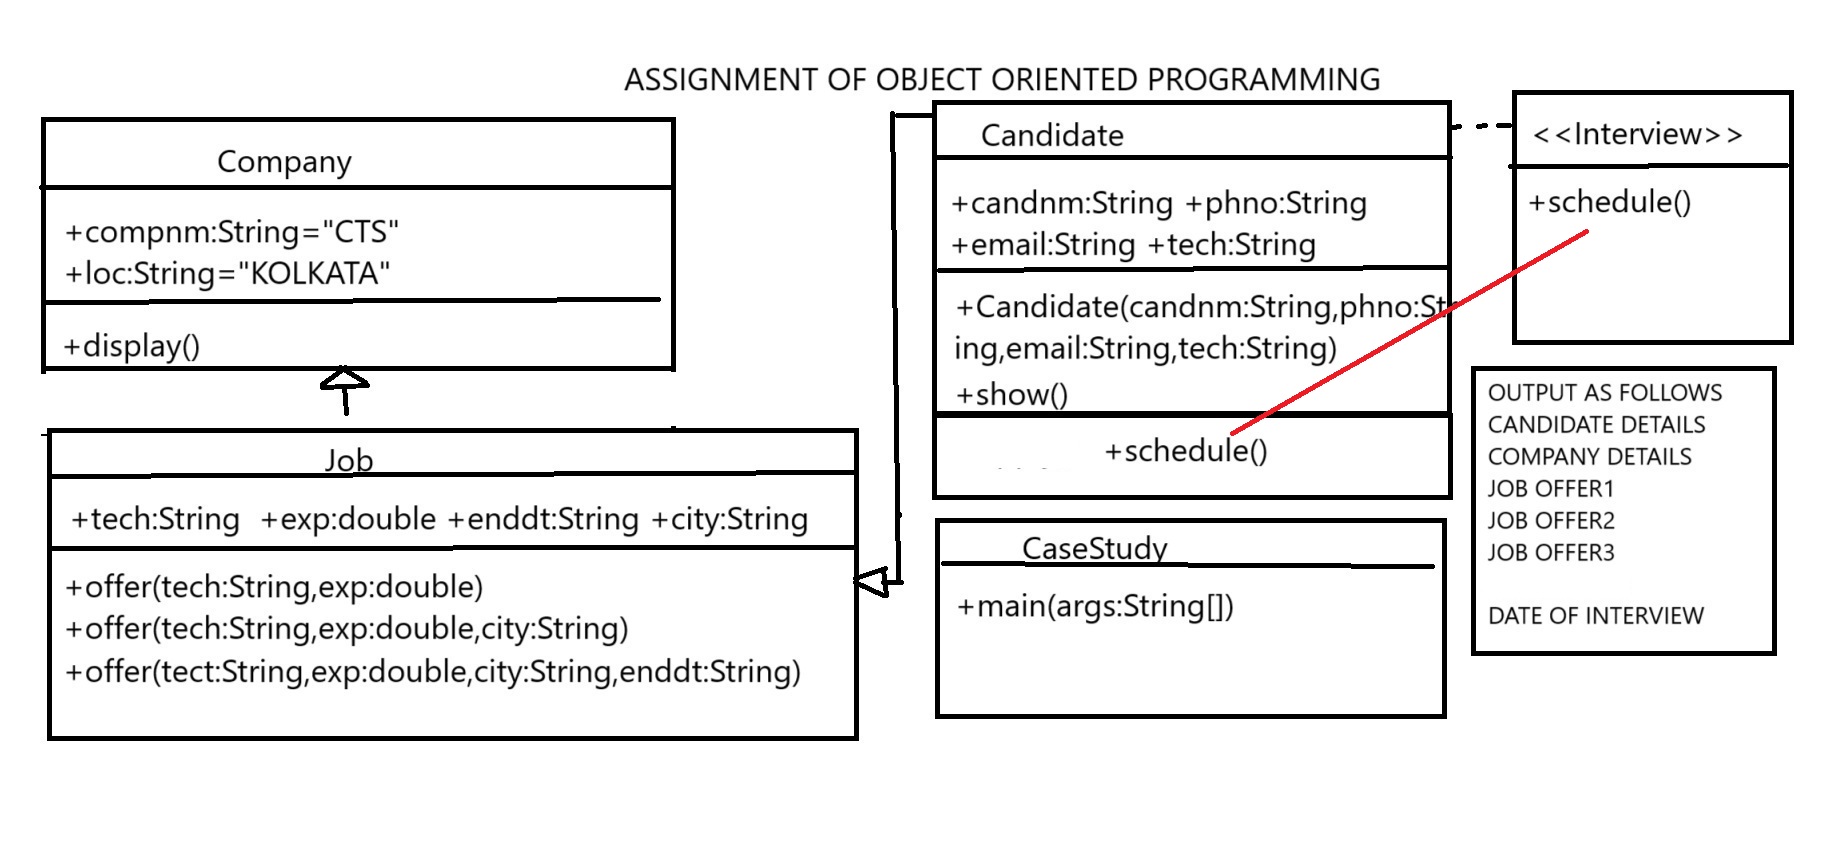 ASSIGNMENT OF OBJECT ORIENTED PROGRAMMING
Company
+compnm:String="CTS"
+loc:String="KOLKATA"
+display()
Job
+tech:String +exp:double +enddt:String +city:String
+offer(tech:String,exp:double)
+offer(tech:String,exp:double,city:String)
+offer(tect:String,exp:double,city:String,enddt:String)
Candidate
+candnm:String +phno:String
+email:String +tech:String
+Candidate(candnm:String,phno:Str
ing,email:String,tech:String)
+show()
+schedule()
CaseStudy
+main(args:String[])
<<Interview>>
+schedule()
OUTPUT AS FOLLOWS
CANDIDATE DETAILS
COMPANY DETAILS
JOB OFFER1
JOB OFFER2
JOB OFFER3
DATE OF INTERVIEW